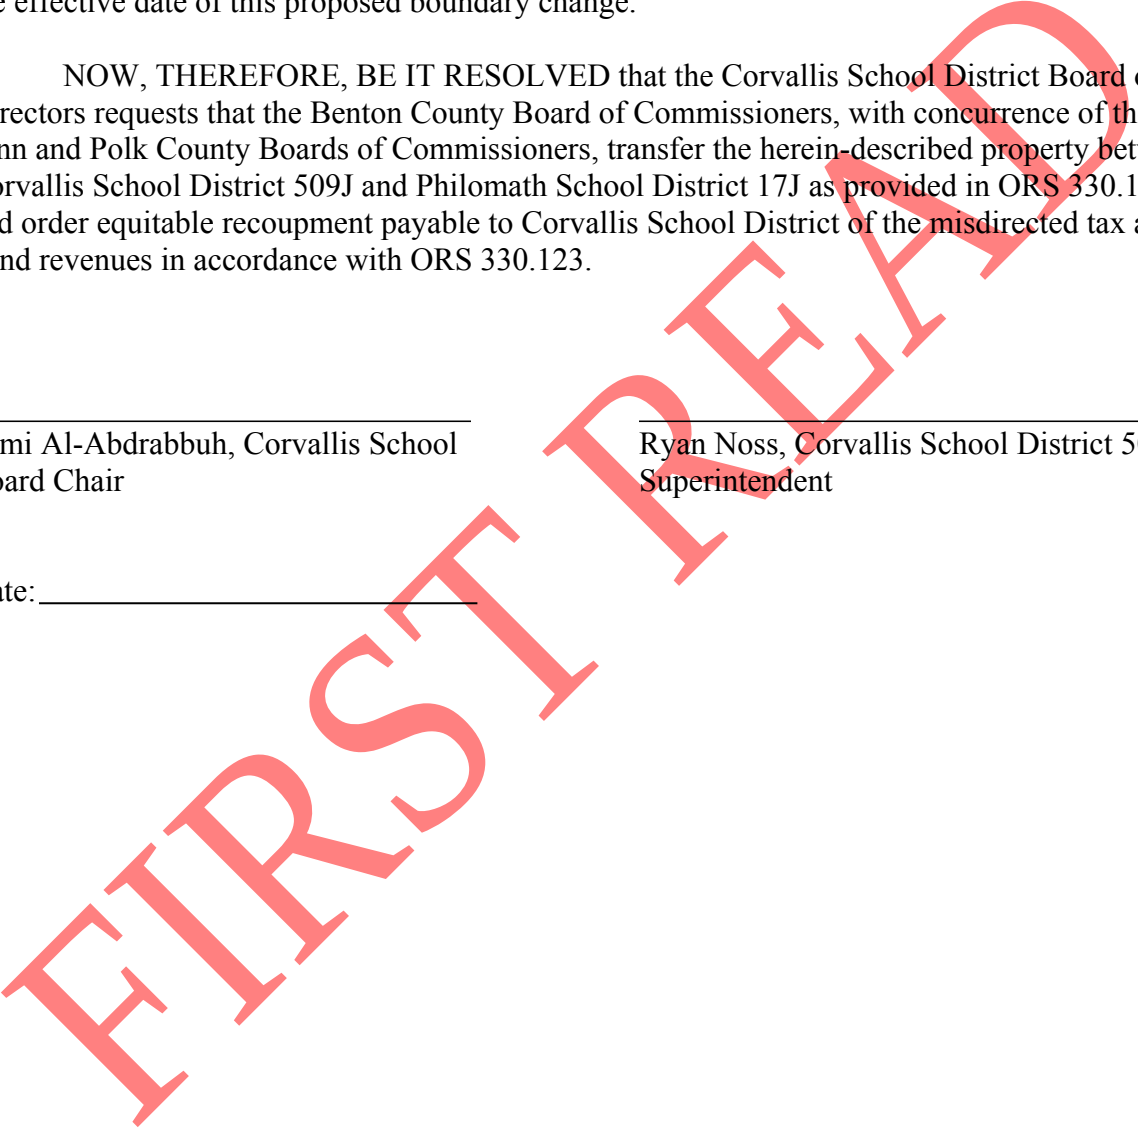 e effective date of this proposed boundary change.
NOW, THEREFORE, BE IT RESOLVED that the Corvallis School District Board
rectors requests that the Benton County Board of Commissioners, with concurrence of th
nn and Polk County Boards of Commissioners, transfer the herein-described property bet
orvallis School District 509J and Philomath School District 17J as provided in ORS 330.1
d order equitable recoupment payable to Corvallis School District of the misdirected tax a
nd revenues in accordance with ORS 330.123.
mi Al-Abdrabbuh, Corvallis School
oard Chair
Ryan Noss, Corvallis School District 50
Superintendent
ate:
FIRST READ